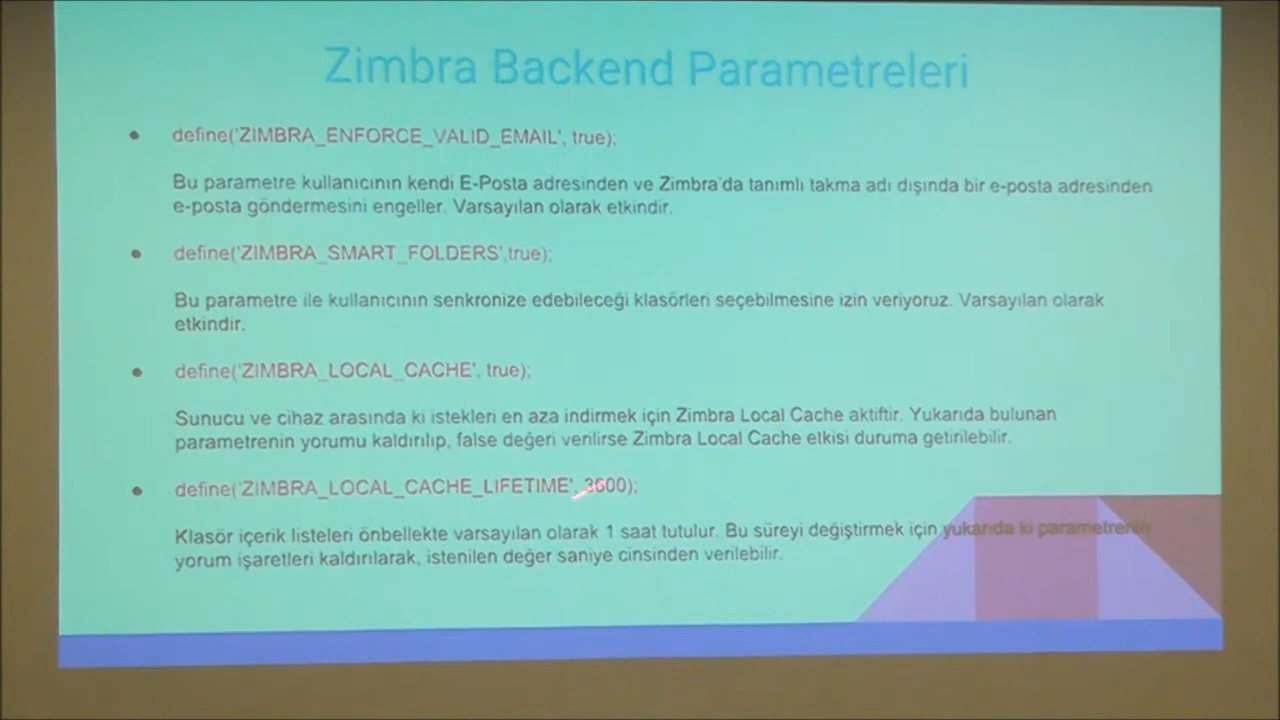 Zimbra Backend Parametreleri
define('ZIMBRA_ENFORCE_VALID_EMAIL', true);
Bu parametre kullanıcının kendi E-Posta adresinden ve Zimbra'da tanımlı takma adı dışında bir e-posta adresinden
e-posta göndermesini engeller. Varsayılan olarak etkindir.
define('ZIMBRA_SMART_FOLDERS',true);
Bu parametre ile kullanıcının senkronize edebileceği klasörleri seçebilmesine izin veriyoruz. Varsayılan olarak
etkindir.
define('ZIMBRA_LOCAL_CACHE', true);
Sunucu ve cihaz arasında ki istekleri en aza indirmek için Zimbra Local Cache aktiftir. Yukarıda bulunan
parametrenin yorumu kaldırılıp, false değeri verilirse Zimbra Local Cache etkisi duruma getirilebilir.
define('ZIMBRA_LOCAL_CACHE_LIFETIME', 3600);
Klasör içerik listeleri önbellekte varsayılan olarak 1 saat tutulur. Bu süreyi değiştirmek için yukarıda ki
yorum işaretleri kaldırılarak, istenilen değer saniye cinsinden verilebilir.